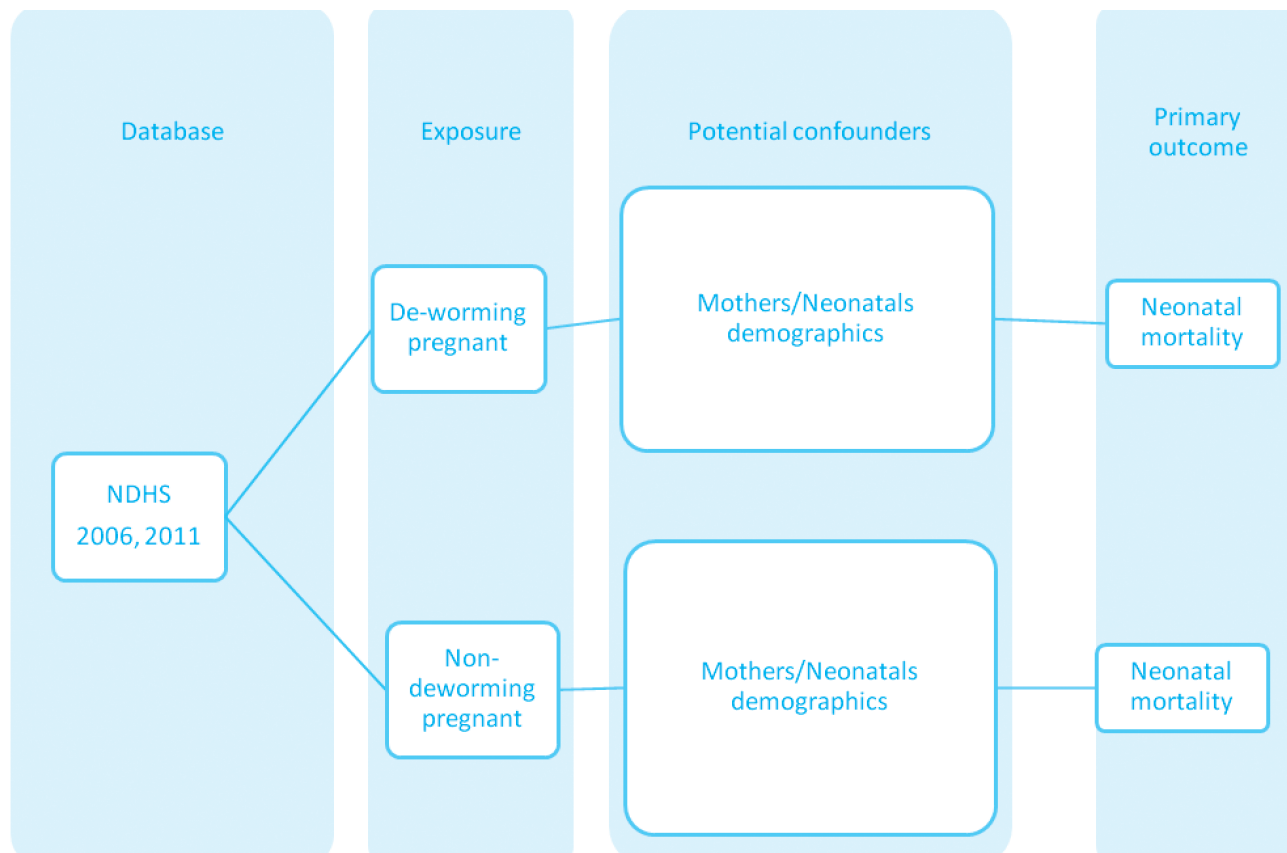 Database
Exposure
Potential confounders
Primary
outcome
De-worming
pregnant
Mothers/Neonatals
demographics
Neonatal
mortality
NDHS
2006, 2011
Non-
deworming
pregnant
Mothers/Neonatals
demographics
Neonatal
mortality